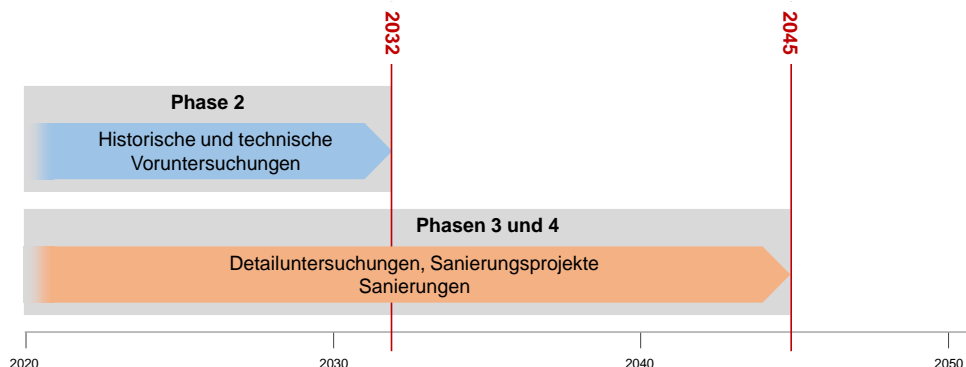 2032
2045
Phase 2
Historische und technische
Voruntersuchungen
Phasen 3 und 4
Detailuntersuchungen, Sanierungsprojekte
Sanierungen
2020
2030
2040
2050